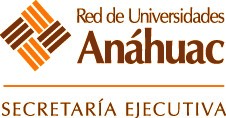 Red de Universidades
Anáhuac
SECRETARÍA EJECUTIVA